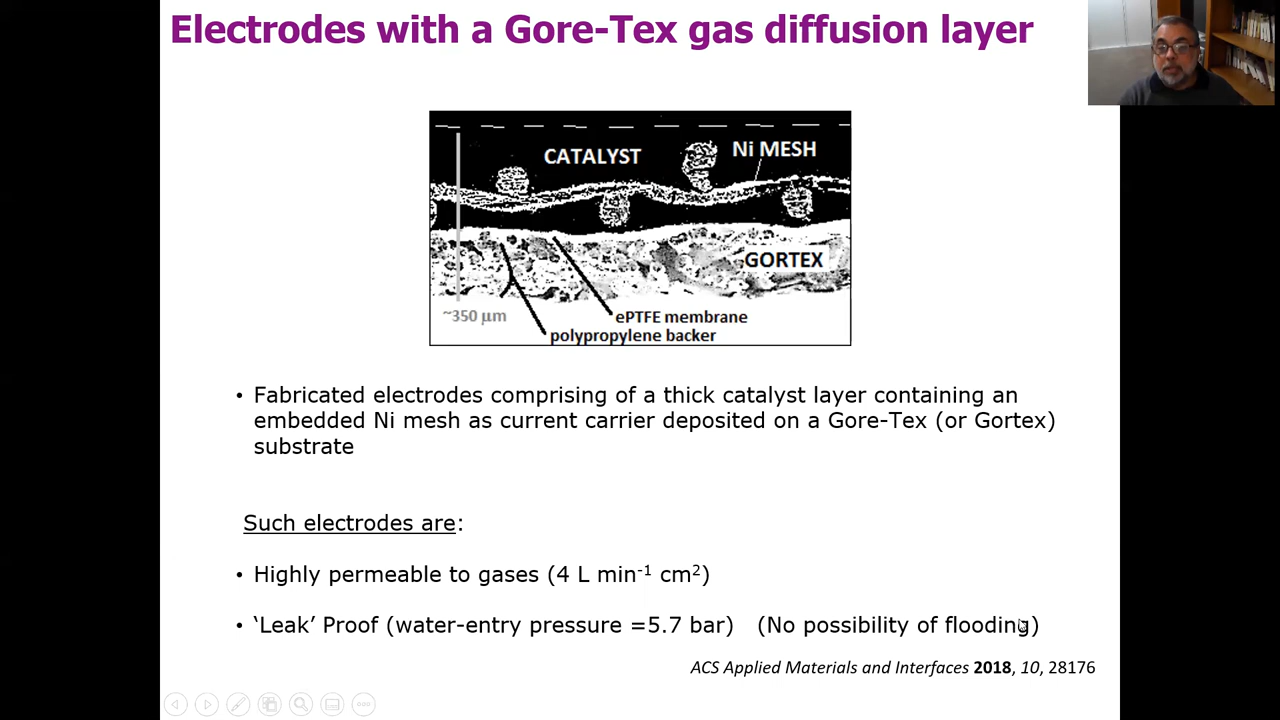 Electrodes with a Gore-Tex gas diffusion layer
CATALYST
Ni MESH
GORTEX
~350 µm
ePTFE membrane
polypropylene backer
• Fabricated electrodes comprising of a thick catalyst layer containing an
embedded Ni mesh as current carrier deposited on a Gore-Tex (or Gortex)
substrate
Such electrodes are:
• Highly permeable to gases (4 L min⁻¹ cm²)
• ‘Leak’ Proof (water-entry pressure =5.7 bar) (No possibility of flooding)
ACS Applied Materials and Interfaces 2018, 10, 28176